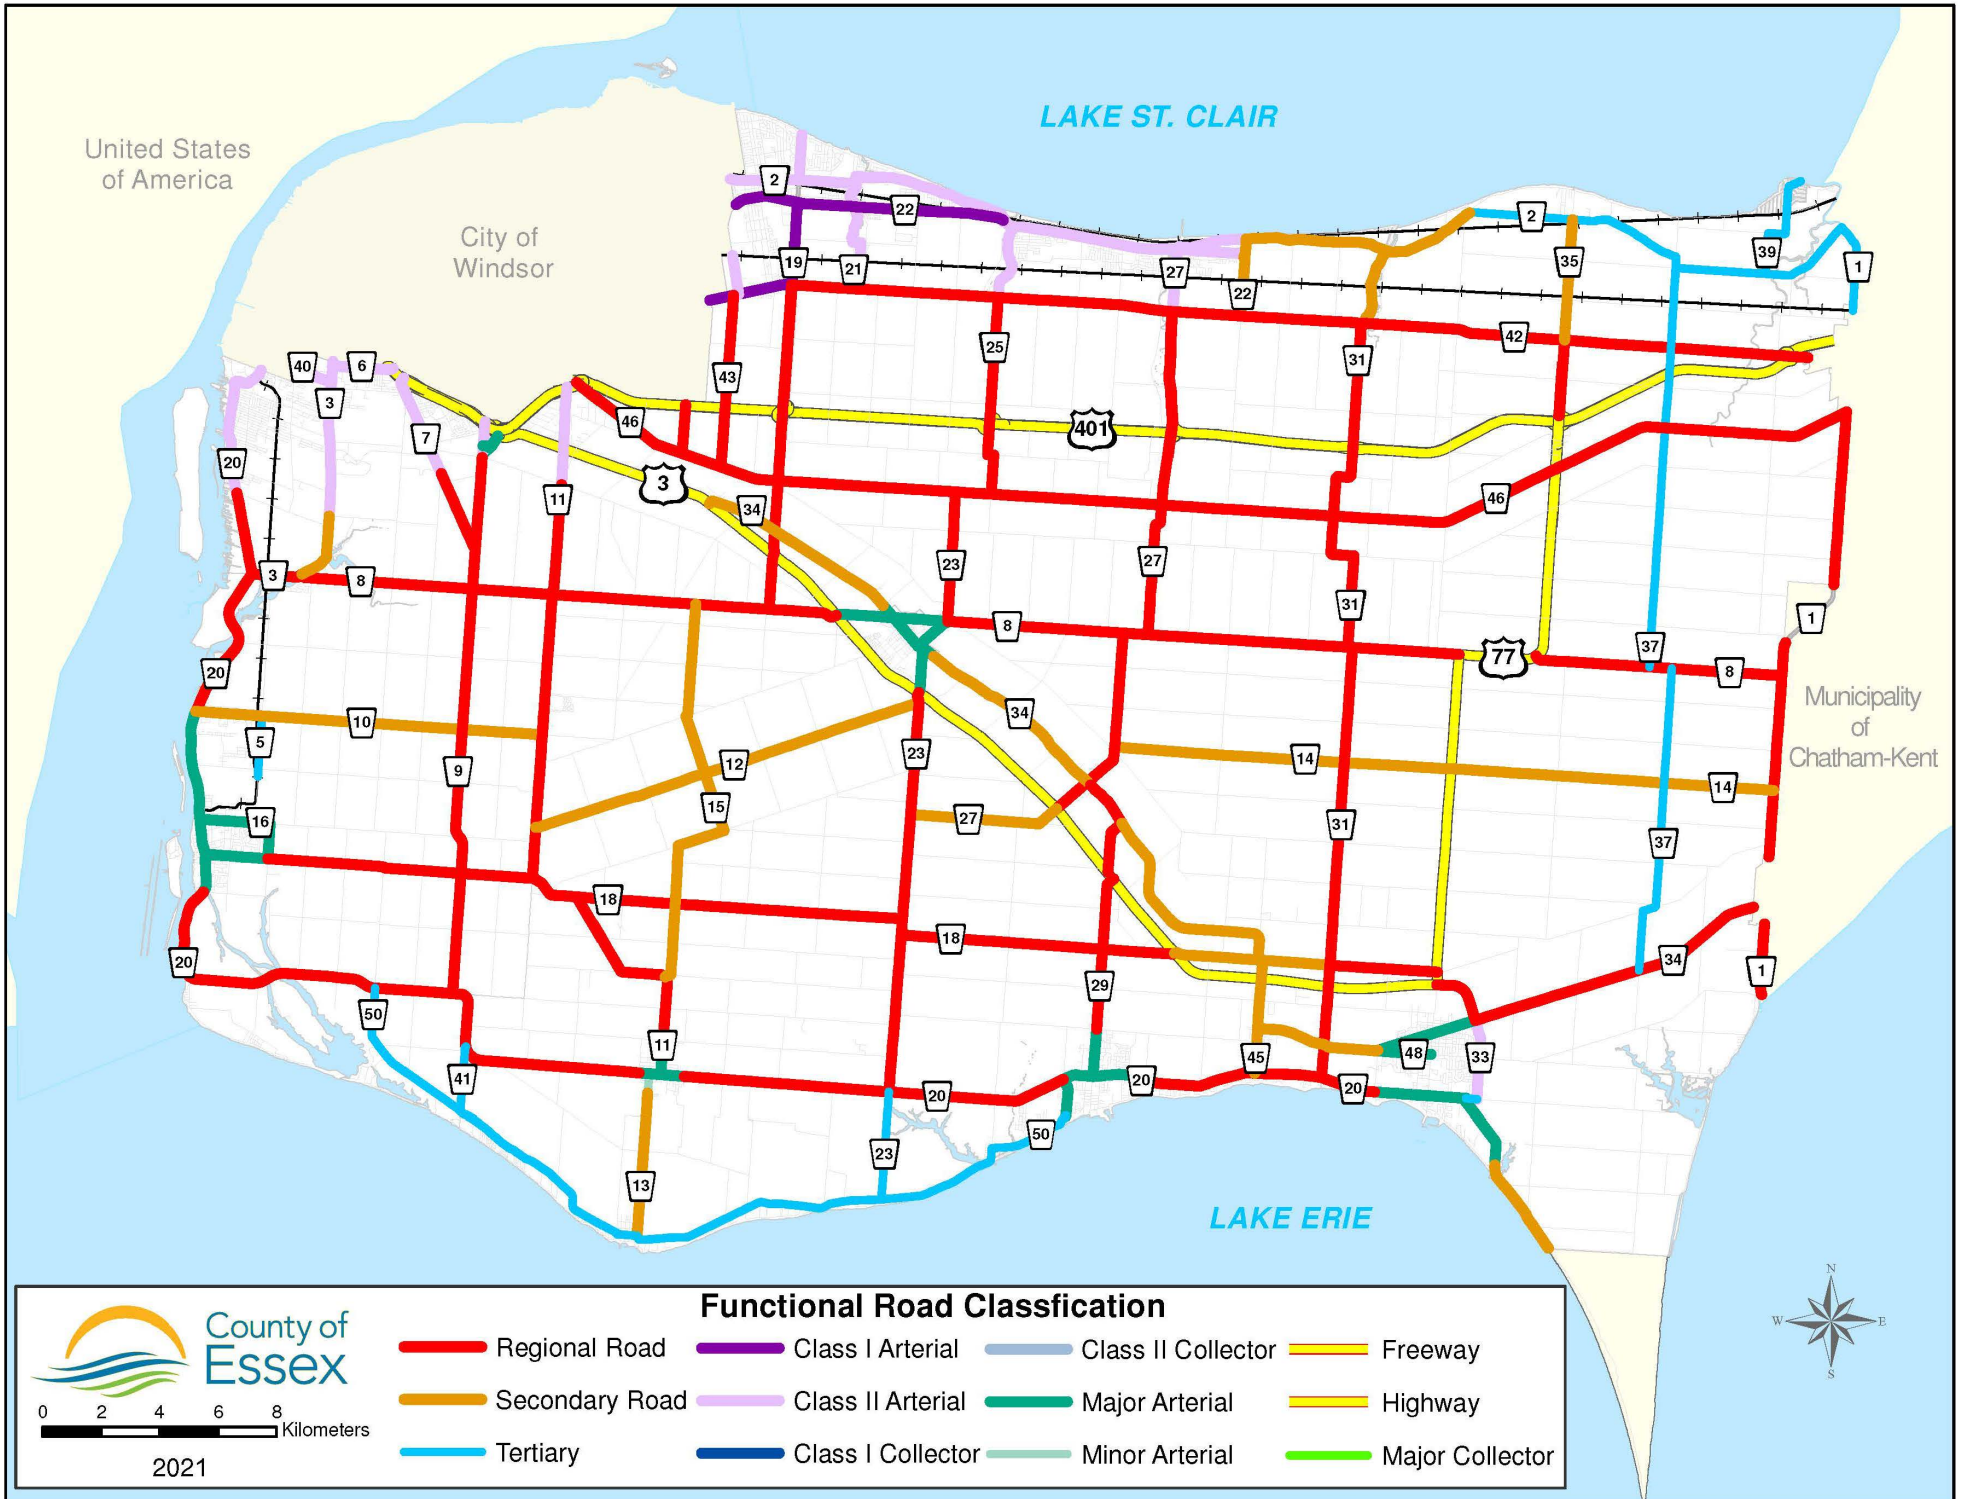 LAKE ST. CLAIR
United States
of America
City of
Windsor
2
22
2
19
21
27
22
35
39
1
40
6
3
7
20
43
25
31
42
46
401
3
11
34
46
23
27
3
8
31
8
1
37
77
8
20
10
5
9
12
15
34
23
14
14
Municipality
of
Chatham-Kent
16
27
31
37
18
18
20
50
29
34
1
41
11
45
48
33
20
20
20
50
23
13
LAKE ERIE
N
W
E
S
County of
Essex
0 2 4 6 8
Kilometers
2021
Functional Road Classfication
Regional Road
Class I Arterial
Class II Collector
Freeway
Secondary Road
Class II Arterial
Major Arterial
Highway
Tertiary
Class I Collector
Minor Arterial
Major Collector